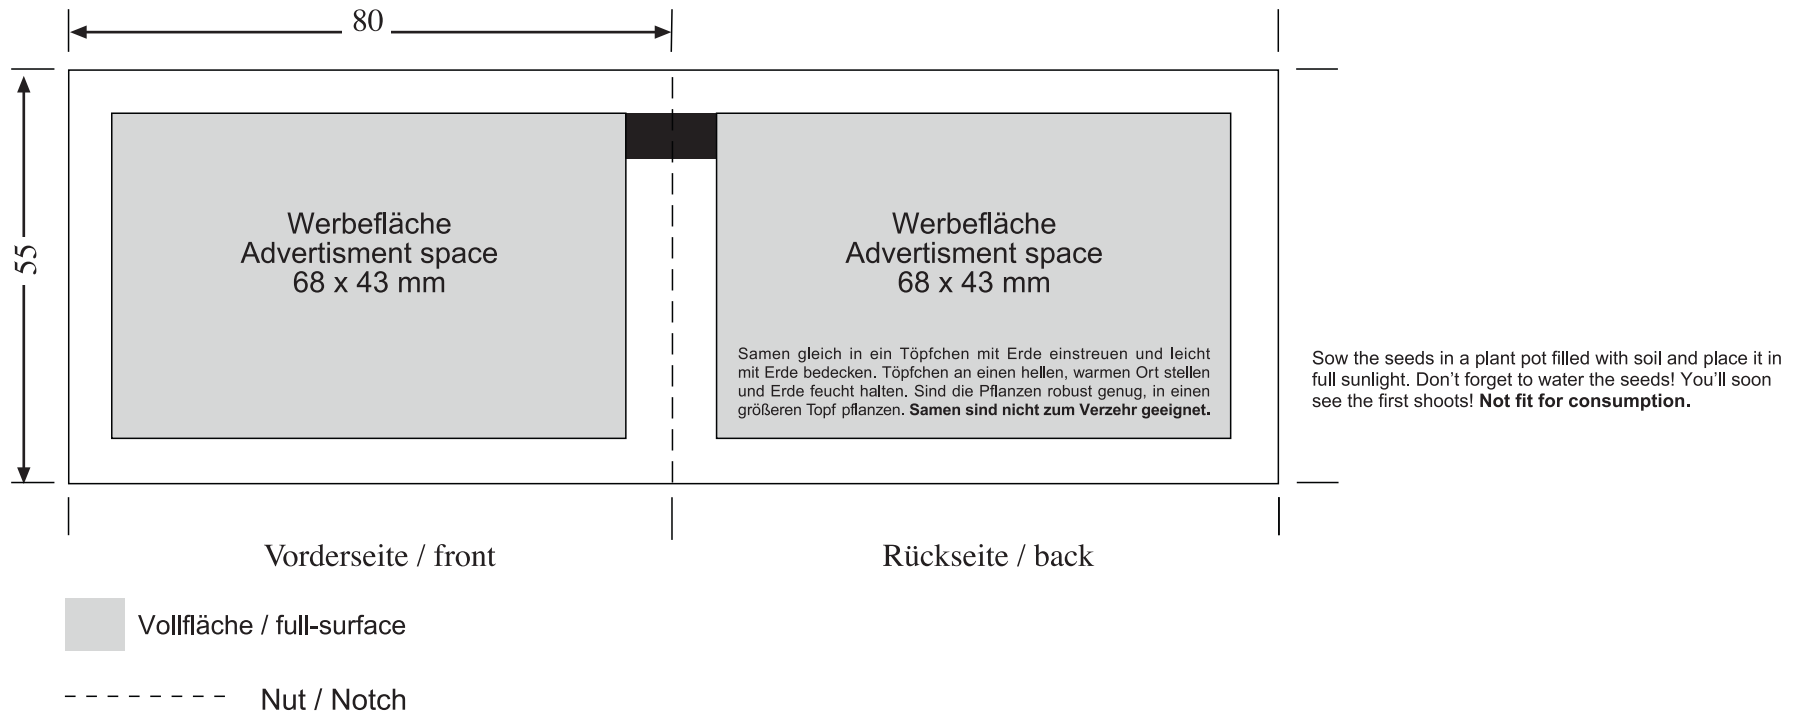 80
55
Werbefläche
Advertisment space
68 x 43 mm
Werbefläche
Advertisment space
68 x 43 mm
Samen gleich in ein Töpfchen mit Erde einstreuen und leicht
mit Erde bedecken. Töpfchen an einen hellen, warmen Ort stellen
und Erde feucht halten. Sind die Pflanzen robust genug, in einen
größeren Topf pflanzen. Samen sind nicht zum Verzehr geeignet.
Sow the seeds in a plant pot filled with soil and place it in
full sunlight. Don't forget to water the seeds! You'll soon
see the first shoots! Not fit for consumption.
Vorderseite / front
Rückseite / back
Vollfläche / full-surface
Nut / Notch